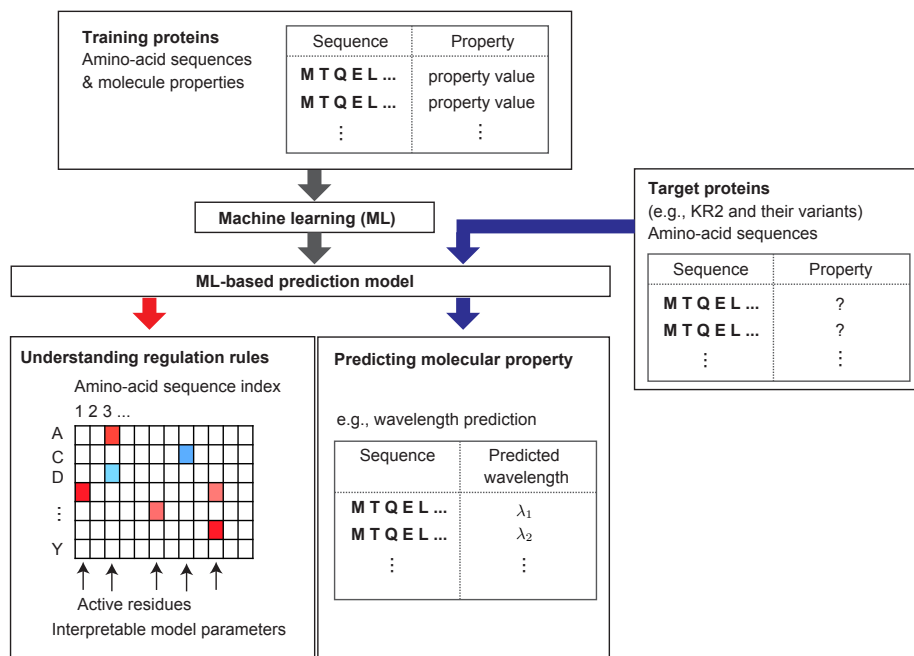 Training proteins
Amino-acid sequences
& molecule properties
Sequence Property
M T Q E L ... property value
M T Q E L ... property value
⋮ ⋮
Machine learning (ML)
Target proteins
(e.g., KR2 and their variants)
Amino-acid sequences
Sequence Property
M T Q E L ... ?
M T Q E L ... ?
⋮ ⋮
ML-based prediction model
Understanding regulation rules
Amino-acid sequence index
1 2 3 ...
A
C
D
⋮
Y
Active residues
Interpretable model parameters
Predicting molecular property
e.g., wavelength prediction
Sequence Predicted
wavelength
M T Q E L ... λ₁
M T Q E L ... λ₂
⋮ ⋮